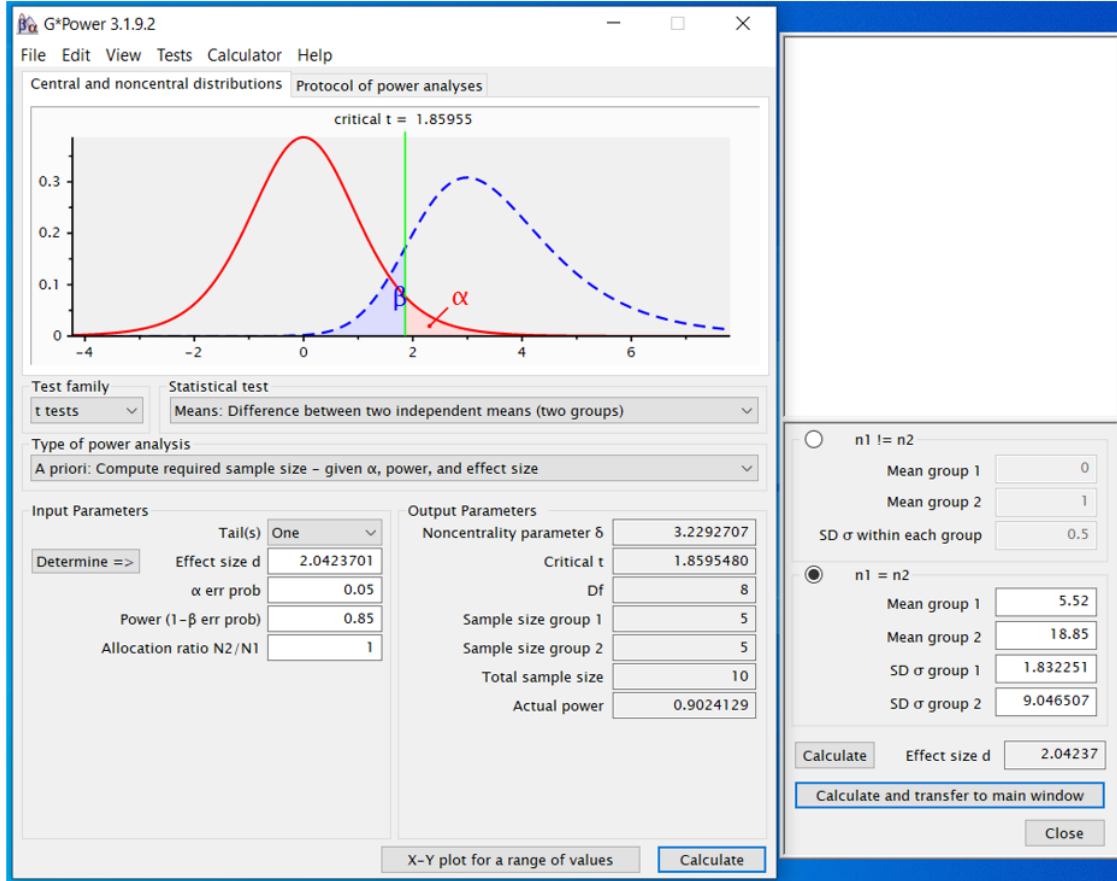 G*Power 3.1.9.2
File Edit View Tests Calculator Help
Central and noncentral distributions Protocol of power analyses
critical t = 1.85955
0.3
0.2
0.1
0
β
α
-4 -2 0 2 4 6
Test family Statistical test
t tests Means: Difference between two independent means (two groups)
Type of power analysis
A priori: Compute required sample size – given α, power, and effect size
Input Parameters
Tail(s) One
Determine => Effect size d 2.0423701
α err prob 0.05
Power (1–β err prob) 0.85
Allocation ratio N2/N1 1
Output Parameters
Noncentrality parameter δ 3.2292707
Critical t 1.8595480
Df 8
Sample size group 1 5
Sample size group 2 5
Total sample size 10
Actual power 0.9024129
X–Y plot for a range of values Calculate
n1 != n2
Mean group 1 0
Mean group 2 1
SD σ within each group 0.5
n1 = n2
Mean group 1 5.52
Mean group 2 18.85
SD σ group 1 1.832251
SD σ group 2 9.046507
Calculate Effect size d 2.04237
Calculate and transfer to main window
Close